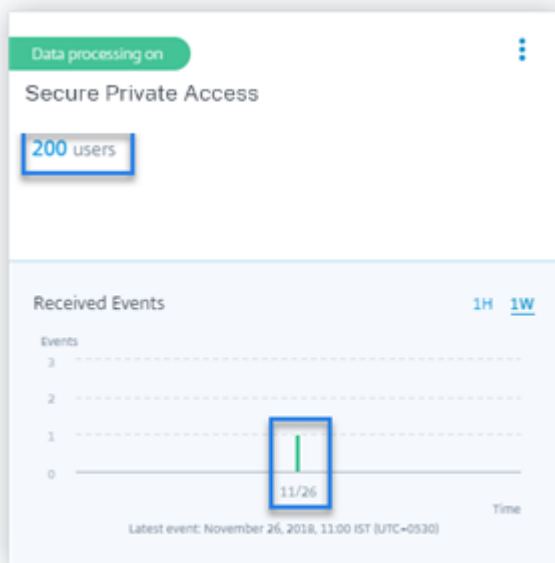 Data processing on
Secure Private Access
200 users
Received Events
1H 1W
Events
3
2
1
0
11/26
Time
Latest event: November 26, 2018, 11:00 IST (UTC+0530)